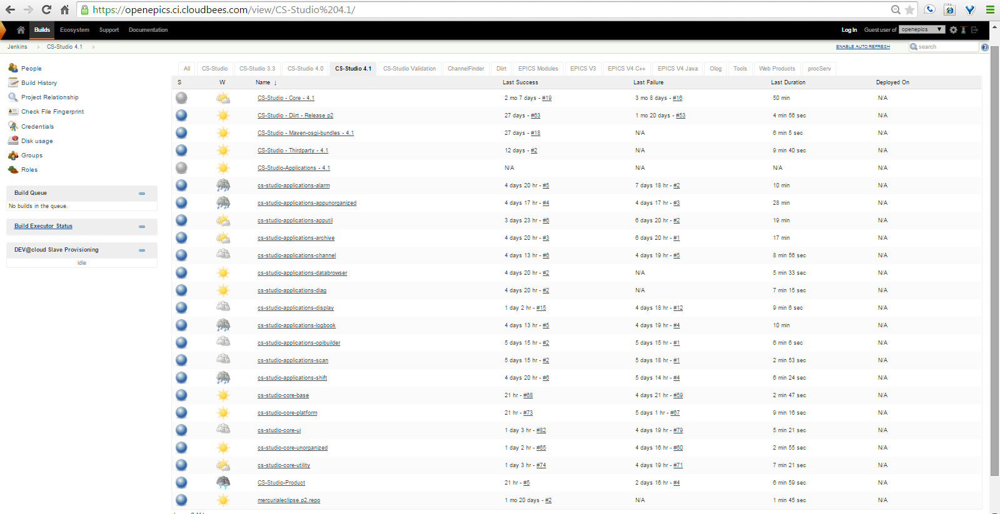 https://openepics.ci.cloudbees.com/view/CS-Studio%204.1/
Builds Ecosystem Support Documentation Log In Guest user of openepics
Jenkins CS-Studio 4.1 ENABLE AUTO REFRESH search
People
Build History
Project Relationship
Check File Fingerprint
Credentials
Disk usage
Groups
Roles
Build Queue
No builds in the queue.
Build Executor Status
DEV@cloud Slave Provisioning
idle
All CS-Studio CS-Studio 3.3 CS-Studio 4.0 CS-Studio 4.1 CS-Studio Validation ChannelFinder Diirt EPICS Modules EPICS V3 EPICS V4 C++ EPICS V4 Java Olog Tools Web Products procServ
S W Name ↓ Last Success Last Failure Last Duration Deployed On
CS-Studio - Core - 4.1 2 mo 7 days - #19 3 mo 8 days - #16 50 min N/A
CS-Studio - Diirt - Release p2 27 days - #63 1 mo 20 days - #53 4 min 56 sec N/A
CS-Studio - Maven-osgi-bundles - 4.1 27 days - #18 N/A 6 min 5 sec N/A
CS-Studio - Thirdparty - 4.1 12 days - #2 N/A 9 min 40 sec N/A
CS-Studio-Applications - 4.1 N/A N/A N/A N/A
cs-studio-applications-alarm 4 days 20 hr - #5 7 days 18 hr - #2 10 min N/A
cs-studio-applications-appunorganized 4 days 17 hr - #4 4 days 17 hr - #3 28 min N/A
cs-studio-applications-apputil 3 days 23 hr - #6 6 days 20 hr - #2 19 min N/A
cs-studio-applications-archive 4 days 20 hr - #3 6 days 20 hr - #1 17 min N/A
cs-studio-applications-channel 4 days 13 hr - #6 4 days 19 hr - #5 8 min 56 sec N/A
cs-studio-applications-databrowser 4 days 20 hr - #2 N/A 5 min 33 sec N/A
cs-studio-applications-diag 4 days 20 hr - #2 N/A 7 min 15 sec N/A
cs-studio-applications-display 1 day 2 hr - #15 4 days 18 hr - #12 9 min 6 sec N/A
cs-studio-applications-logbook 4 days 13 hr - #5 4 days 19 hr - #4 10 min N/A
cs-studio-applications-opibuilder 5 days 15 hr - #2 5 days 15 hr - #1 6 min 6 sec N/A
cs-studio-applications-scan 5 days 15 hr - #2 5 days 18 hr - #1 2 min 53 sec N/A
cs-studio-applications-shift 4 days 20 hr - #6 5 days 14 hr - #4 6 min 24 sec N/A
cs-studio-core-base 21 hr - #68 4 days 21 hr - #59 2 min 47 sec N/A
cs-studio-core-platform 21 hr - #73 5 days 1 hr - #67 9 min 16 sec N/A
cs-studio-core-ui 1 day 3 hr - #82 4 days 19 hr - #79 5 min 21 sec N/A
cs-studio-core-unorganized 1 day 2 hr - #65 4 days 16 hr - #60 2 min 55 sec N/A
cs-studio-core-utility 1 day 3 hr - #74 4 days 19 hr - #71 7 min 21 sec N/A
CS-Studio-Product 21 hr - #5 2 days 16 hr - #4 6 min 59 sec N/A
mercurialeclipse.p2.repo 1 mo 20 days - #2 N/A 1 min 45 sec N/A